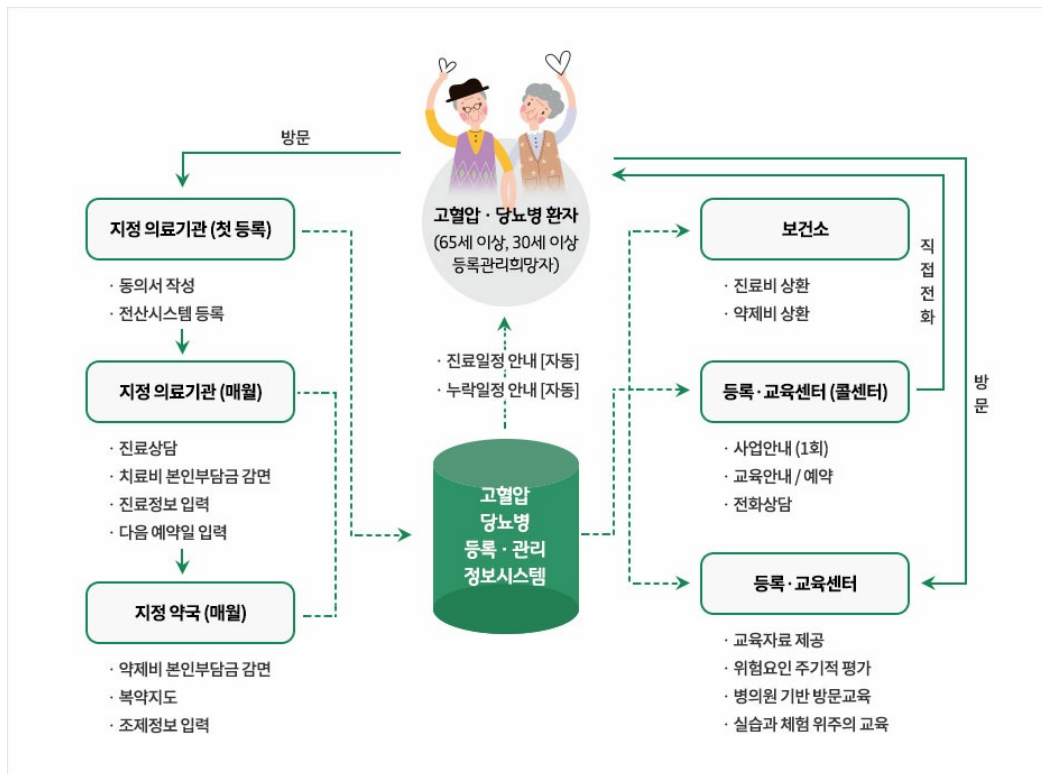 방문
고혈압 · 당뇨병 환자
(65세 이상, 30세 이상
등록관리희망자)
지정 의료기관 (첫 등록)
· 동의서 작성
· 전산시스템 등록
지정 의료기관 (매월)
· 진료상담
· 치료비 본인부담금 감면
· 진료정보 입력
· 다음 예약일 입력
지정 약국 (매월)
· 약제비 본인부담금 감면
· 복약지도
· 조제정보 입력
· 진료일정 안내 [자동]
· 누락일정 안내 [자동]
고혈압
당뇨병
등록 · 관리
정보시스템
보건소
· 진료비 상환
· 약제비 상환
등록·교육센터 (콜센터)
· 사업안내 (1회)
· 교육안내 / 예약
· 전화상담
등록·교육센터
· 교육자료 제공
· 위험요인 주기적 평가
· 병의원 기반 방문교육
· 실습과 체험 위주의 교육
직접전화
방문